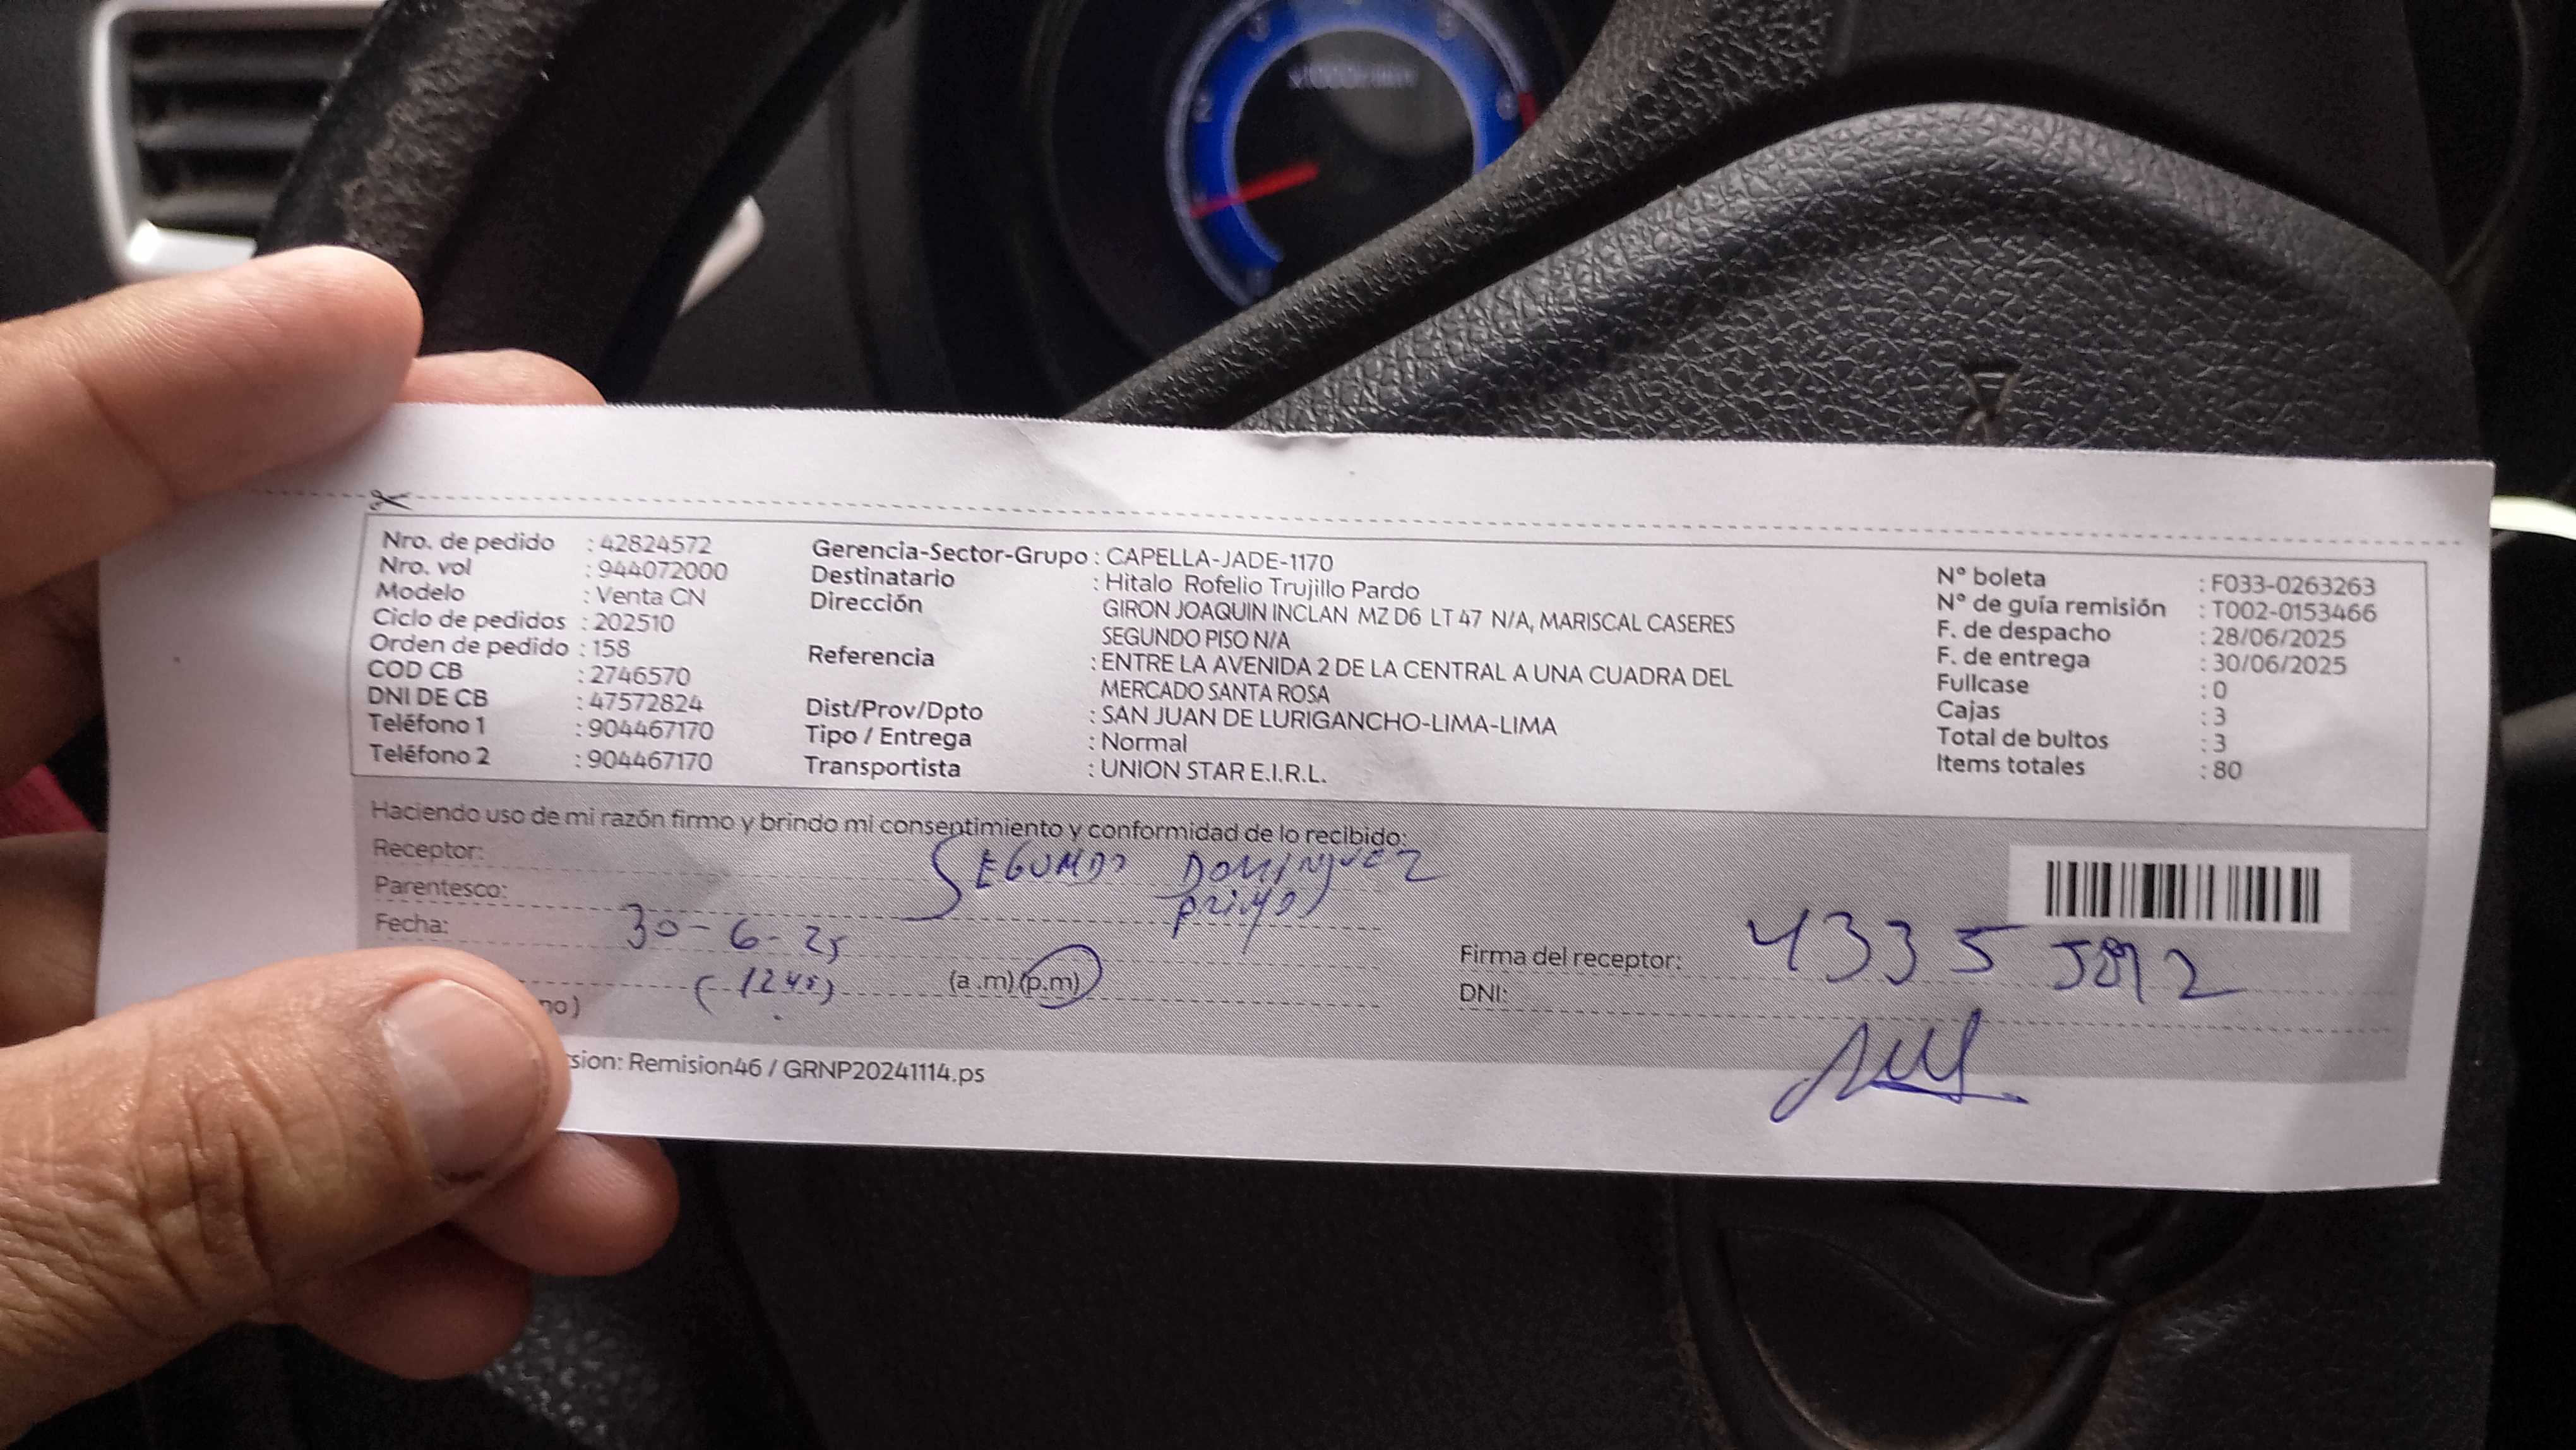 x1000r/min
Nro. de pedido : 42824572
Nro. vol : 944072000
Modelo : Venta CN
Ciclo de pedidos : 202510
Orden de pedido : 158
COD CB : 2746570
DNI DE CB : 47572824
Teléfono 1 : 904467170
Teléfono 2 : 904467170
Gerencia-Sector-Grupo : CAPELLA-JADE-1170
Destinatario : Hitalo Rofelio Trujillo Pardo
Dirección GIRON JOAQUIN INCLAN MZ D6 LT 47 N/A, MARISCAL CASERES
SEGUNDO PISO N/A
Referencia : ENTRE LA AVENIDA 2 DE LA CENTRAL A UNA CUADRA DEL
MERCADO SANTA ROSA
Dist/Prov/Dpto : SAN JUAN DE LURIGANCHO-LIMA-LIMA
Tipo / Entrega : Normal
Transportista : UNION STAR E.I.R.L.
N° boleta : F033-0263263
N° de guía remisión : T002-0153466
F. de despacho : 28/06/2025
F. de entrega : 30/06/2025
Fullcase : 0
Cajas : 3
Total de bultos : 3
Items totales : 80
Haciendo uso de mi razón firmo y brindo mi consentimiento y conformidad de lo recibido:
Receptor: SEGUNDO DOMINGUEZ
Parentesco: primo
Fecha: 30-6-25
(a .m) (p.m)
no)
Firma del receptor: 43355892
DNI:
sion: Remision46 / GRNP20241114.ps